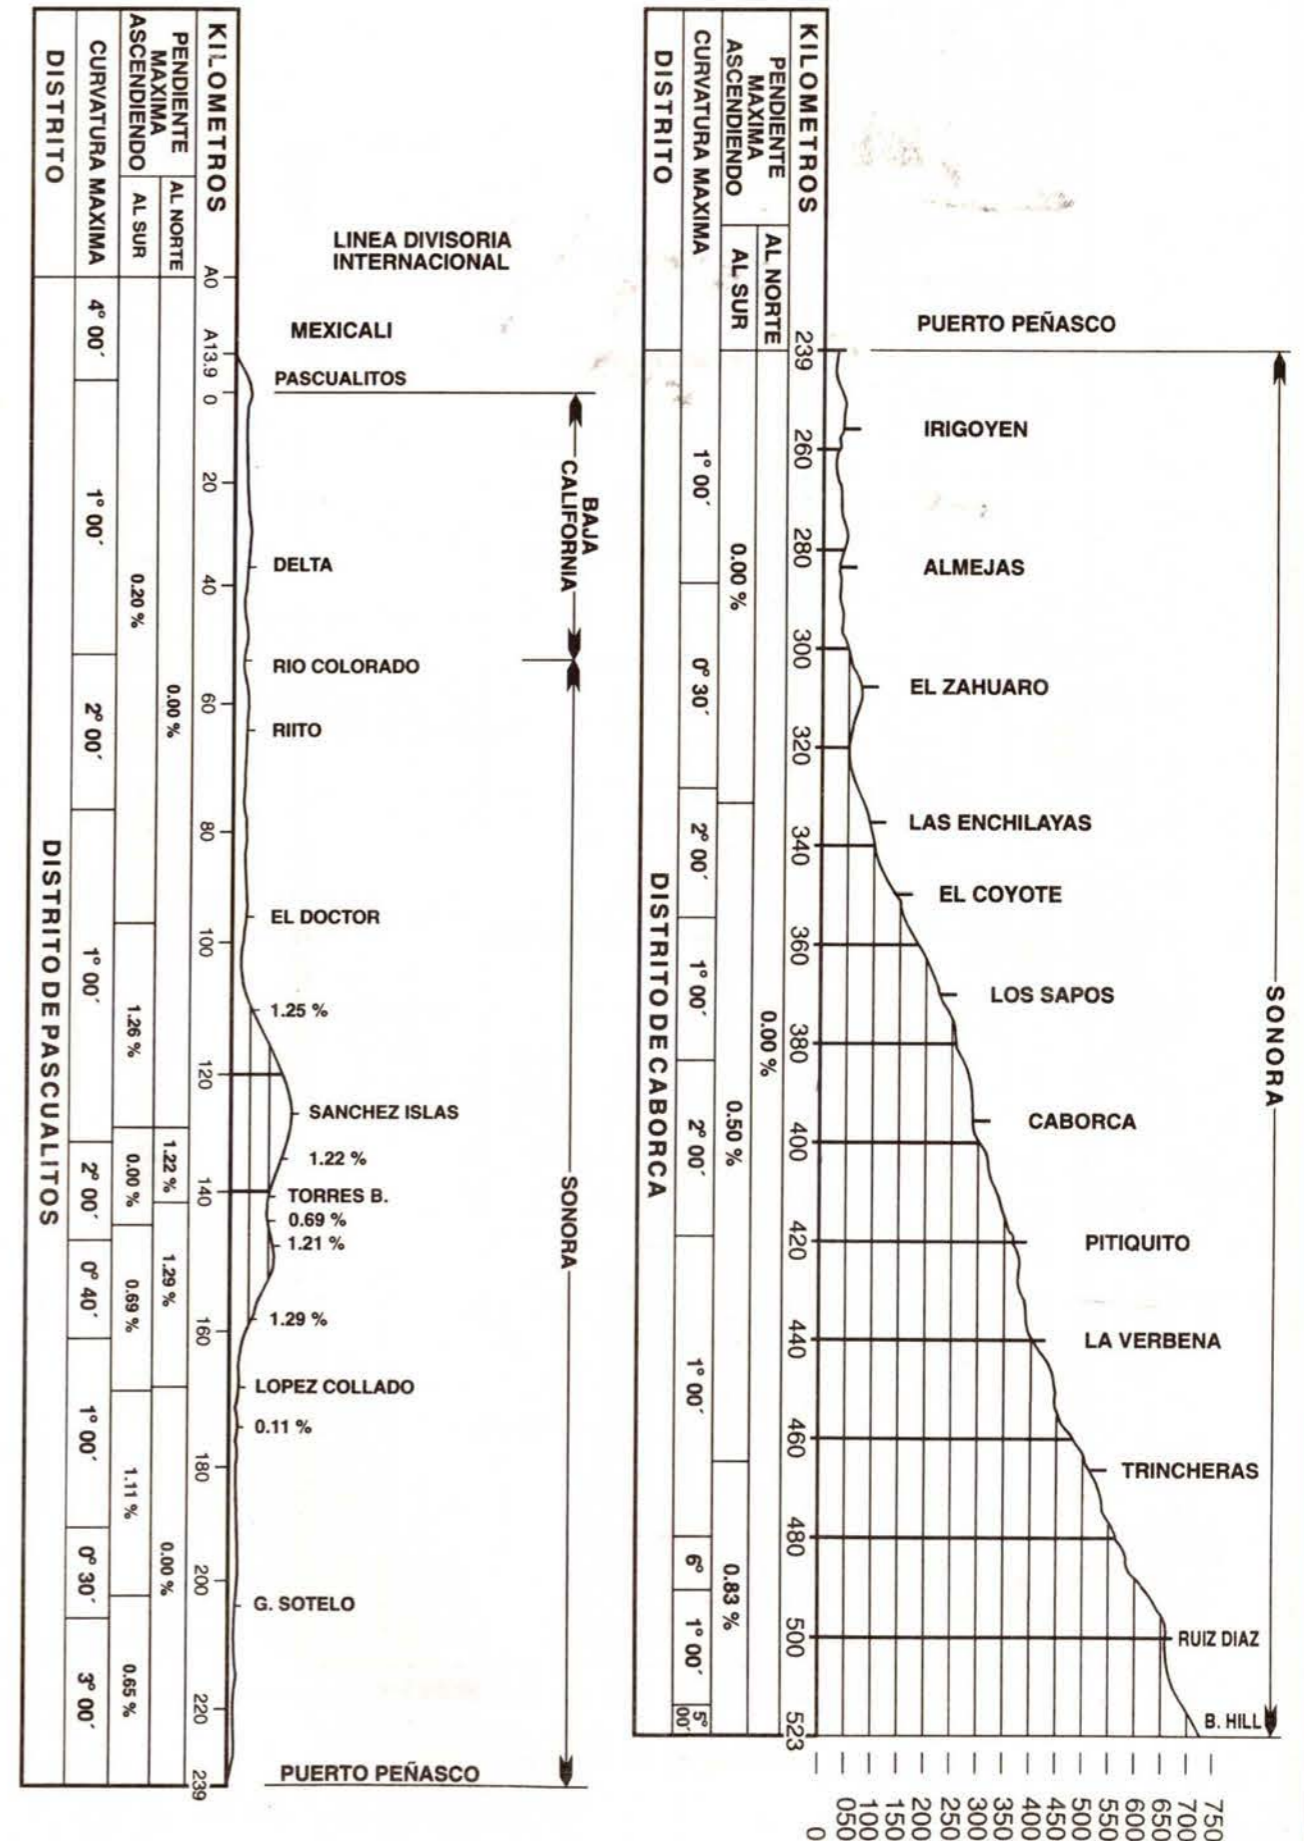 KILOMETROS
PENDIENTE
MAXIMA
ASCENDIENDO
AL NORTE
AL SUR
CURVATURA MAXIMA
DISTRITO
LINEA DIVISORIA
INTERNACIONAL
MEXICALI
PASCUALITOS
DELTA
RIO COLORADO
RIITO
EL DOCTOR
1.25 %
SANCHEZ ISLAS
1.22 %
TORRES B.
0.69 %
1.21 %
1.29 %
LOPEZ COLLADO
0.11 %
G. SOTELO
PUERTO PEÑASCO
BAJA
CALIFORNIA
SONORA
A0
A13.9
0
20
40
60
80
100
120
140
160
180
200
220
239
0.00 %
1.22 %
1.29 %
0.00 %
0.20 %
1.26 %
0.00 %
0.69 %
1.11 %
0.65 %
4° 00´
1° 00´
2° 00´
1° 00´
2° 00´
0° 40´
1° 00´
0° 30´
3° 00´
DISTRITO DE PASCUALITOS
KILOMETROS
PENDIENTE
MAXIMA
ASCENDIENDO
AL NORTE
AL SUR
CURVATURA MAXIMA
DISTRITO
PUERTO PEÑASCO
IRIGOYEN
ALMEJAS
EL ZAHUARO
LAS ENCHILAYAS
EL COYOTE
LOS SAPOS
CABORCA
PITIQUITO
LA VERBENA
TRINCHERAS
RUIZ DIAZ
B. HILL
SONORA
239
260
280
300
320
340
360
380
400
420
440
460
480
500
523
0.00 %
0.00 %
0.50 %
0.83 %
1° 00´
0° 30´
2° 00´
1° 00´
2° 00´
1° 00´
6°
1° 00´
5°
00´
DISTRITO DE CABORCA
750
700
650
600
550
500
450
400
350
300
250
200
150
100
050
0